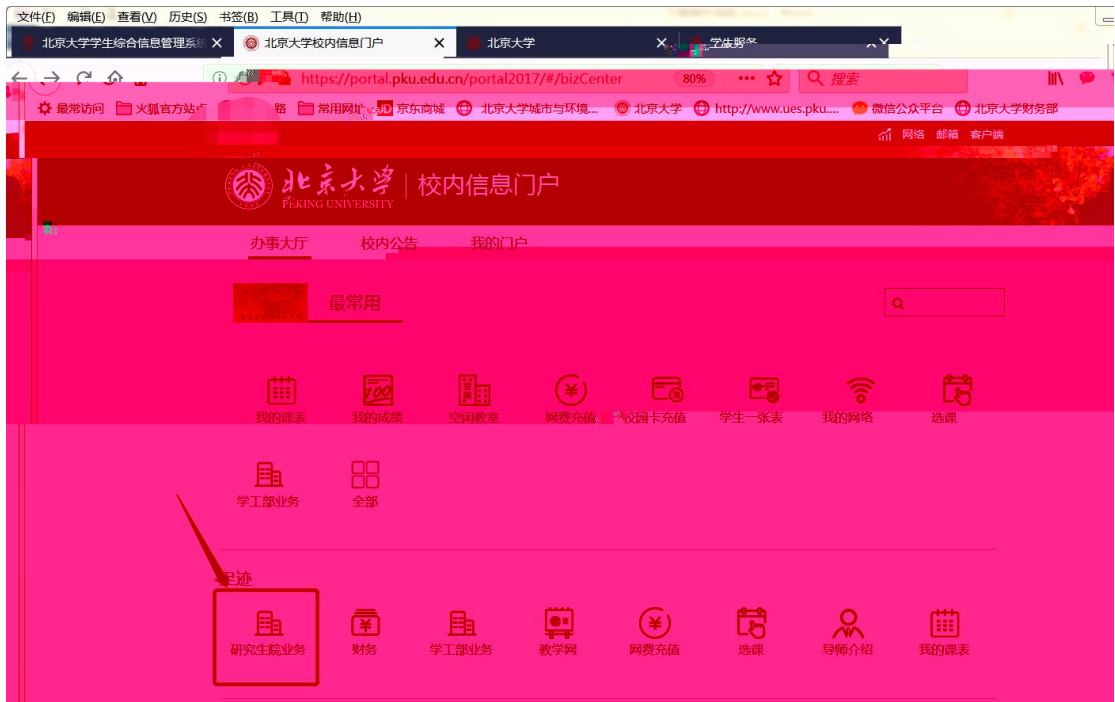 文件(F) 编辑(E) 查看(V) 历史(S) 书签(B) 工具(T) 帮助(H)
北京大学学生综合信息管理系统 北京大学校内信息门户 北京大学
https://portal.pku.edu.cn/portal2017/#/bizCenter 80% 搜索
最常访问 火狐官方站点 常用网址 JD 京东商城 北京大学城市与环境... 北京大学 http://www.ues.pku.... 微信公众平台 北京大学财务部
网络 邮箱 客户端
北京大学 校内信息门户
PEKING UNIVERSITY
办事大厅 校内公告 我的门户
最常用
100
我的课表 我的成绩 空闲教室 网费充值 校园卡充值 学生一张表 我的网络 选课
学工部业务 全部
足迹
研究生院业务 财务 学工部业务 教学网 网费充值 选课 导师介绍 我的课表